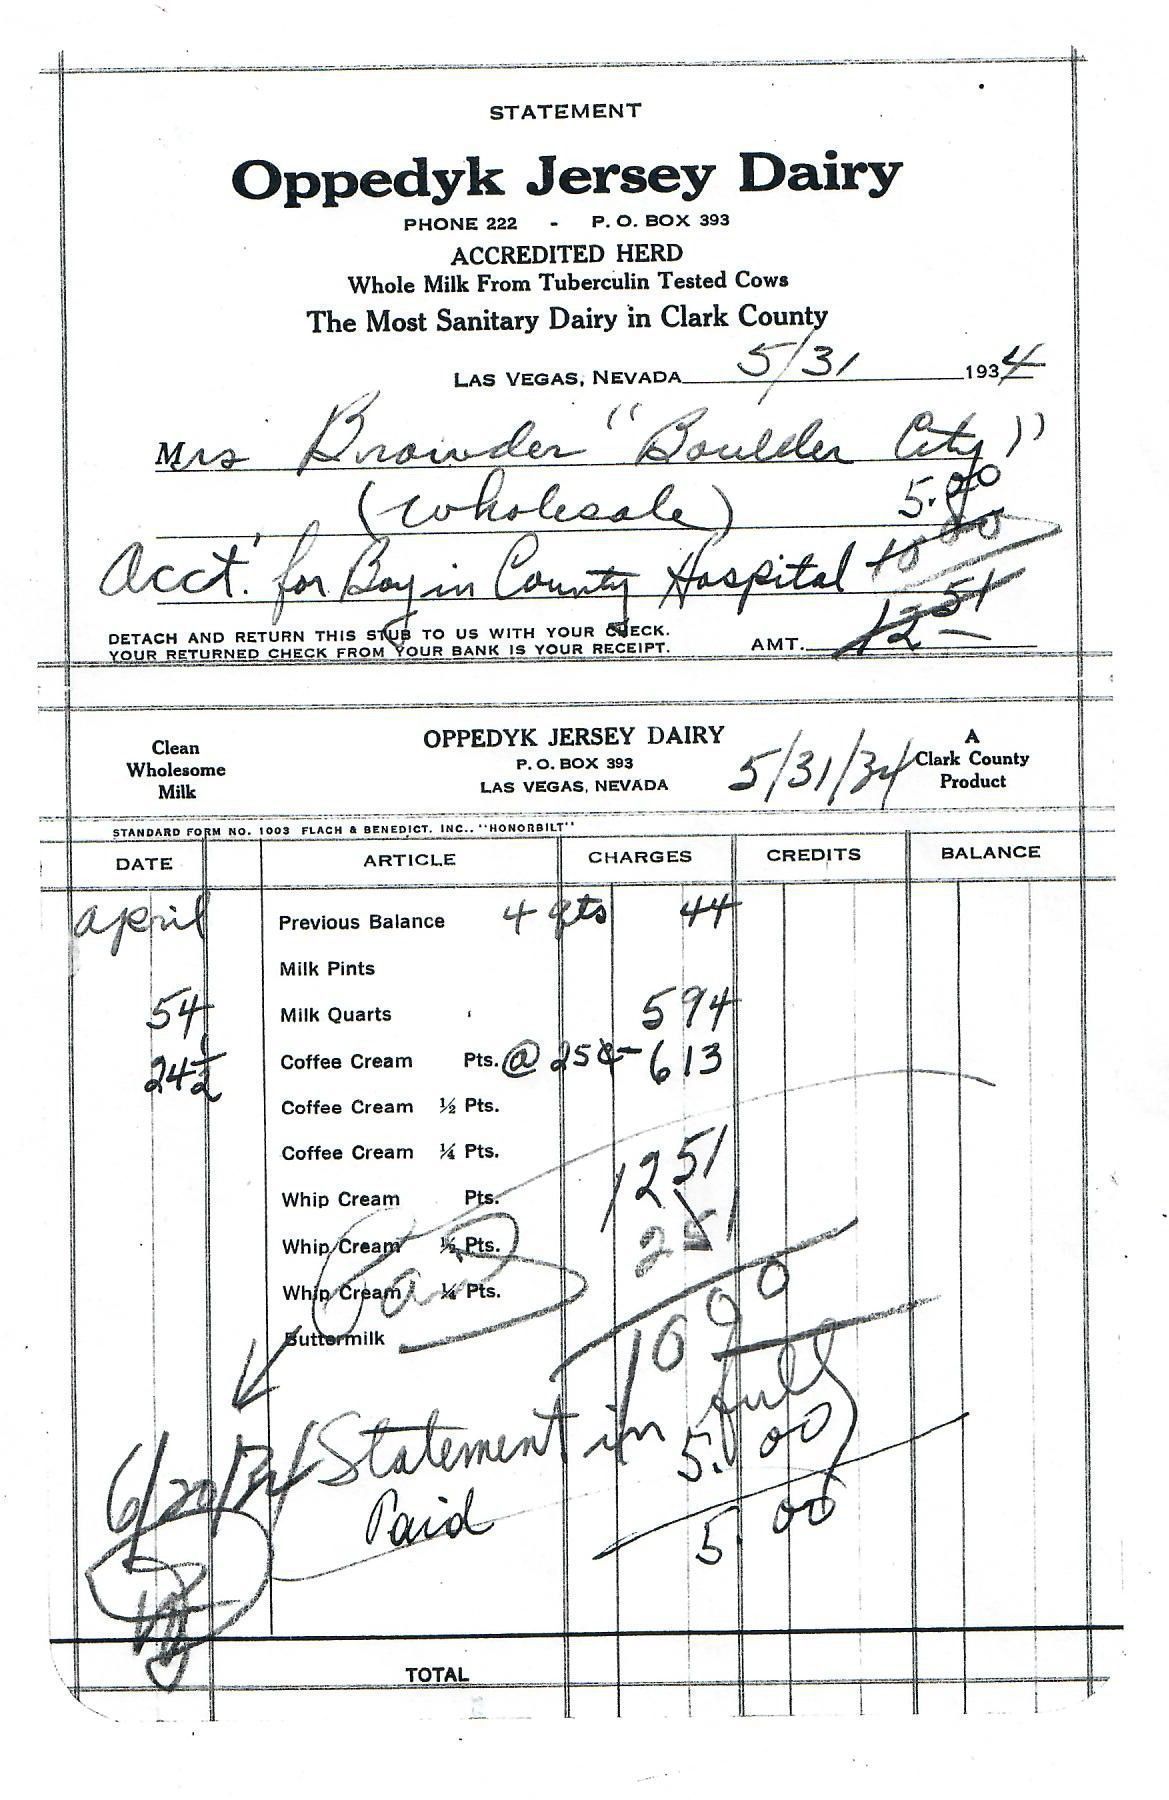 STATEMENT
Oppedyk Jersey Dairy
PHONE 222 - P. O. BOX 393
ACCREDITED HERD
Whole Milk From Tuberculin Tested Cows
The Most Sanitary Dairy in Clark County
LAS VEGAS, NEVADA 5/31 1934
Mrs Browder "Boulder City"
(wholesale) 5.00
Acct. for Boy in County Hospital 10 00
DETACH AND RETURN THIS STUB TO US WITH YOUR CHECK.
YOUR RETURNED CHECK FROM YOUR BANK IS YOUR RECEIPT. AMT. 12 51
Clean
Wholesome
Milk
OPPEDYK JERSEY DAIRY
P. O. BOX 393
LAS VEGAS, NEVADA
5/31/34
A
Clark County
Product
STANDARD FORM NO. 1003 FLACH & BENEDICT, INC.. "HONORBILT"
DATE ARTICLE CHARGES CREDITS BALANCE
April Previous Balance 4 qts 44
Milk Pints
54 Milk Quarts 594
24 1/2 Coffee Cream Pts. @ 25¢ - 613
Coffee Cream ½ Pts.
Coffee Cream ¼ Pts. 1251
Whip Cream Pts.
Whip Cream ½ Pts. 251
Whip Cream ¼ Pts.
Buttermilk 10
6/20/34 Statement in full
5.00
Paid 5.00
TOTAL